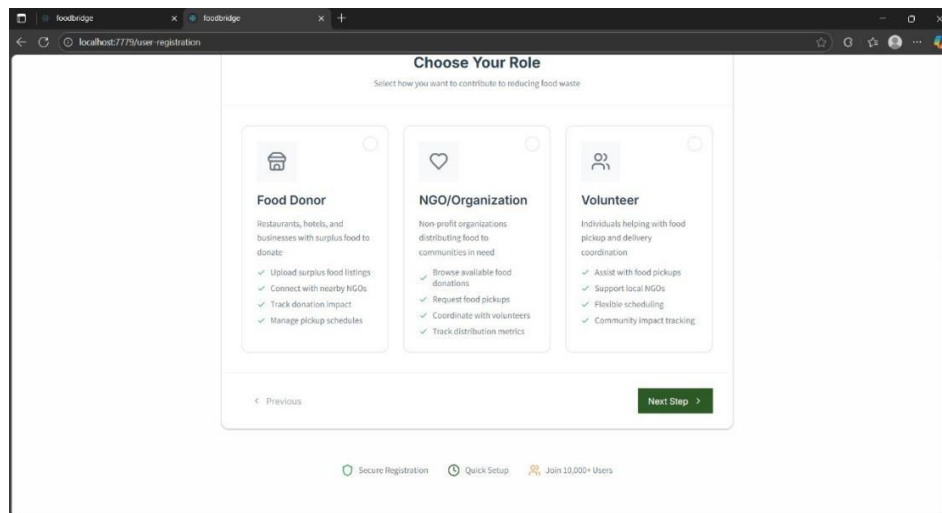 foodbridge
foodbridge
localhost:7779/user-registration
Choose Your Role
Select how you want to contribute to reducing food waste
Food Donor
Restaurants, hotels, and
businesses with surplus food to
donate
Upload surplus food listings
Connect with nearby NGOs
Track donation impact
Manage pickup schedules
NGO/Organization
Non-profit organizations
distributing food to
communities in need
Browse available food
donations
Request food pickups
Coordinate with volunteers
Track distribution metrics
Volunteer
Individuals helping with food
pickup and delivery
coordination
Assist with food pickups
Support local NGOs
Flexible scheduling
Community impact tracking
Previous
Next Step
Secure Registration
Quick Setup
Join 10,000+ Users